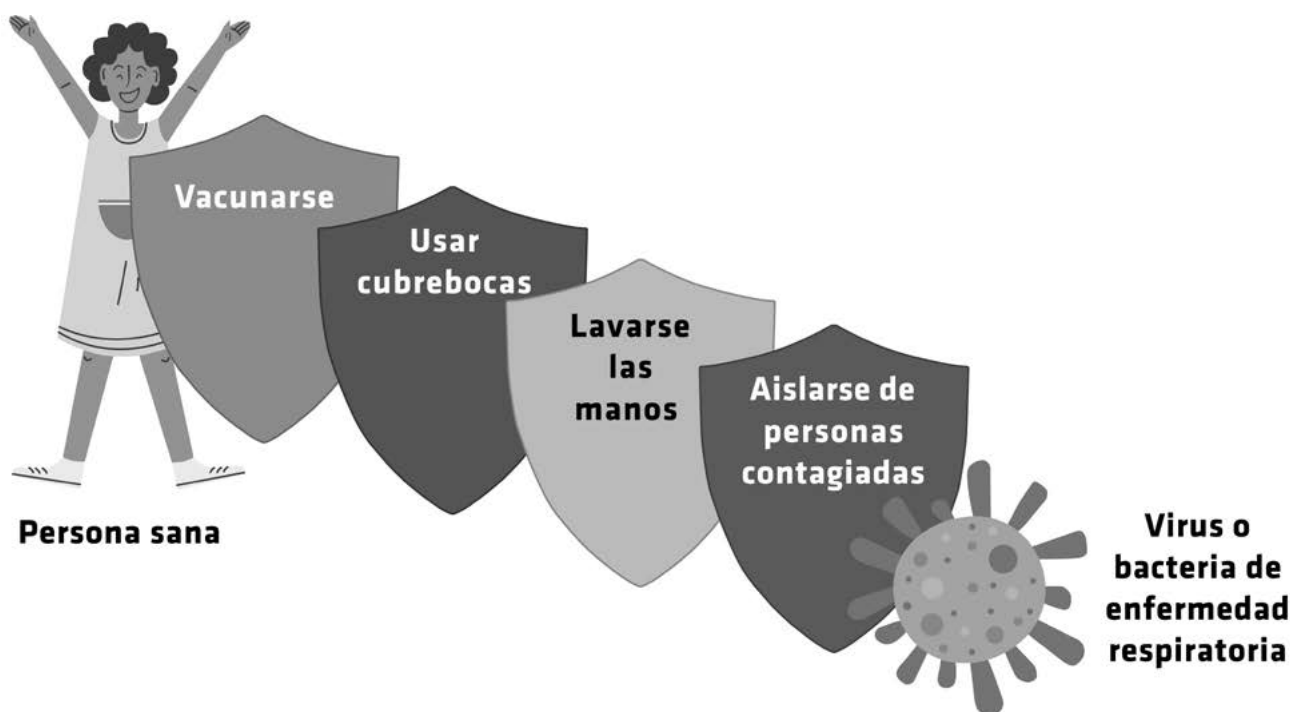 Vacunarse
Usar
cubrebocas
Lavarse
las
manos
Aislarse de
personas
contagiadas
Persona sana
Virus o
bacteria de
enfermedad
respiratoria